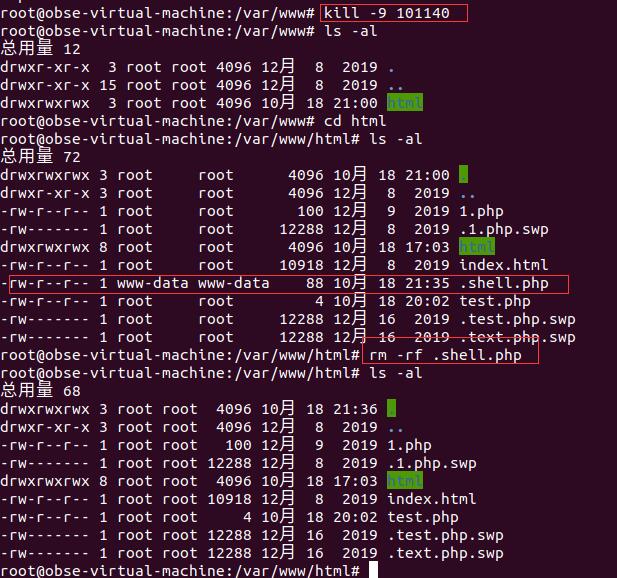 root@obse-virtual-machine:/var/www# kill -9 101140
root@obse-virtual-machine:/var/www# ls -al
总用量 12
drwxr-xr-x  3 root root 4096 12月  8  2019 .
drwxr-xr-x 15 root root 4096 12月  8  2019 ..
drwxrwxrwx  3 root root 4096 10月 18 21:00 html
root@obse-virtual-machine:/var/www# cd html
root@obse-virtual-machine:/var/www/html# ls -al
总用量 72
drwxrwxrwx 3 root     root      4096 10月 18 21:00 .
drwxr-xr-x 3 root     root      4096 12月  8  2019 ..
-rw-r--r-- 1 root     root       100 12月  9  2019 1.php
-rw------- 1 root     root     12288 12月  8  2019 .1.php.swp
drwxrwxrwx 8 root     root      4096 10月 18 17:03 html
-rw-r--r-- 1 root     root     10918 12月  8  2019 index.html
-rw-r--r-- 1 www-data www-data    88 10月 18 21:35 .shell.php
-rw-r--r-- 1 root     root         4 10月 18 20:02 test.php
-rw------- 1 root     root     12288 12月 16  2019 .test.php.swp
-rw------- 1 root     root     12288 12月 16  2019 .text.php.swp
root@obse-virtual-machine:/var/www/html# rm -rf .shell.php
root@obse-virtual-machine:/var/www/html# ls -al
总用量 68
drwxrwxrwx 3 root root  4096 10月 18 21:36 .
drwxr-xr-x 3 root root  4096 12月  8  2019 ..
-rw-r--r-- 1 root root   100 12月  9  2019 1.php
-rw------- 1 root root 12288 12月  8  2019 .1.php.swp
drwxrwxrwx 8 root root  4096 10月 18 17:03 html
-rw-r--r-- 1 root root 10918 12月  8  2019 index.html
-rw-r--r-- 1 root root     4 10月 18 20:02 test.php
-rw------- 1 root root 12288 12月 16  2019 .test.php.swp
-rw------- 1 root root 12288 12月 16  2019 .text.php.swp
root@obse-virtual-machine:/var/www/html#